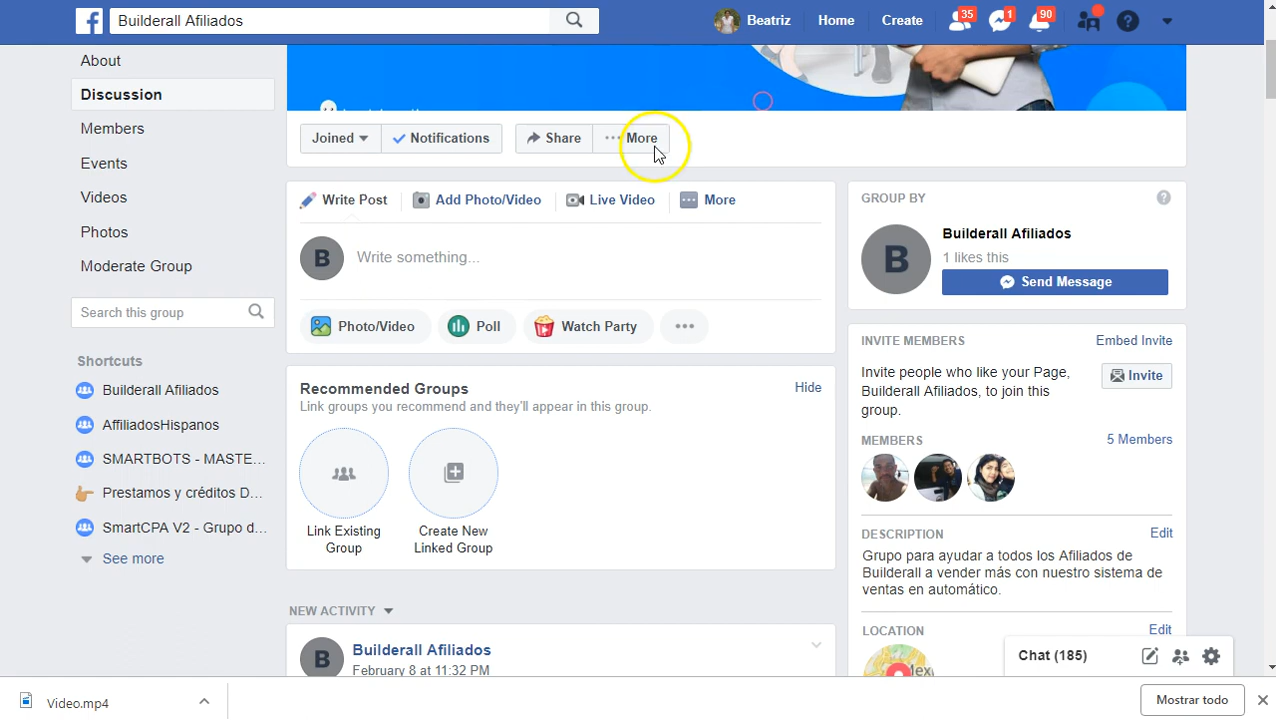 Builderall Afiliados
Beatriz
Home
Create
35
1
90
About
Discussion
Members
Events
Videos
Photos
Moderate Group
Search this group
Shortcuts
Builderall Afiliados
AffiliadosHispanos
SMARTBOTS - MASTE...
Prestamos y créditos D...
SmartCPA V2 - Grupo d...
See more
Joined
Notifications
Share
More
Write Post
Add Photo/Video
Live Video
More
B
Write something...
Photo/Video
Poll
Watch Party
Recommended Groups
Hide
Link groups you recommend and they'll appear in this group.
Link Existing
Group
Create New
Linked Group
NEW ACTIVITY
B
Builderall Afiliados
February 8 at 11:32 PM
GROUP BY
B
Builderall Afiliados
1 likes this
Send Message
INVITE MEMBERS
Embed Invite
Invite people who like your Page,
Builderall Afiliados, to join this
group.
Invite
MEMBERS
5 Members
DESCRIPTION
Edit
Grupo para ayudar a todos los Afiliados de
Builderall a vender más con nuestro sistema de
ventas en automático.
LOCATION
Edit
Chat (185)
Video.mp4
Mostrar todo